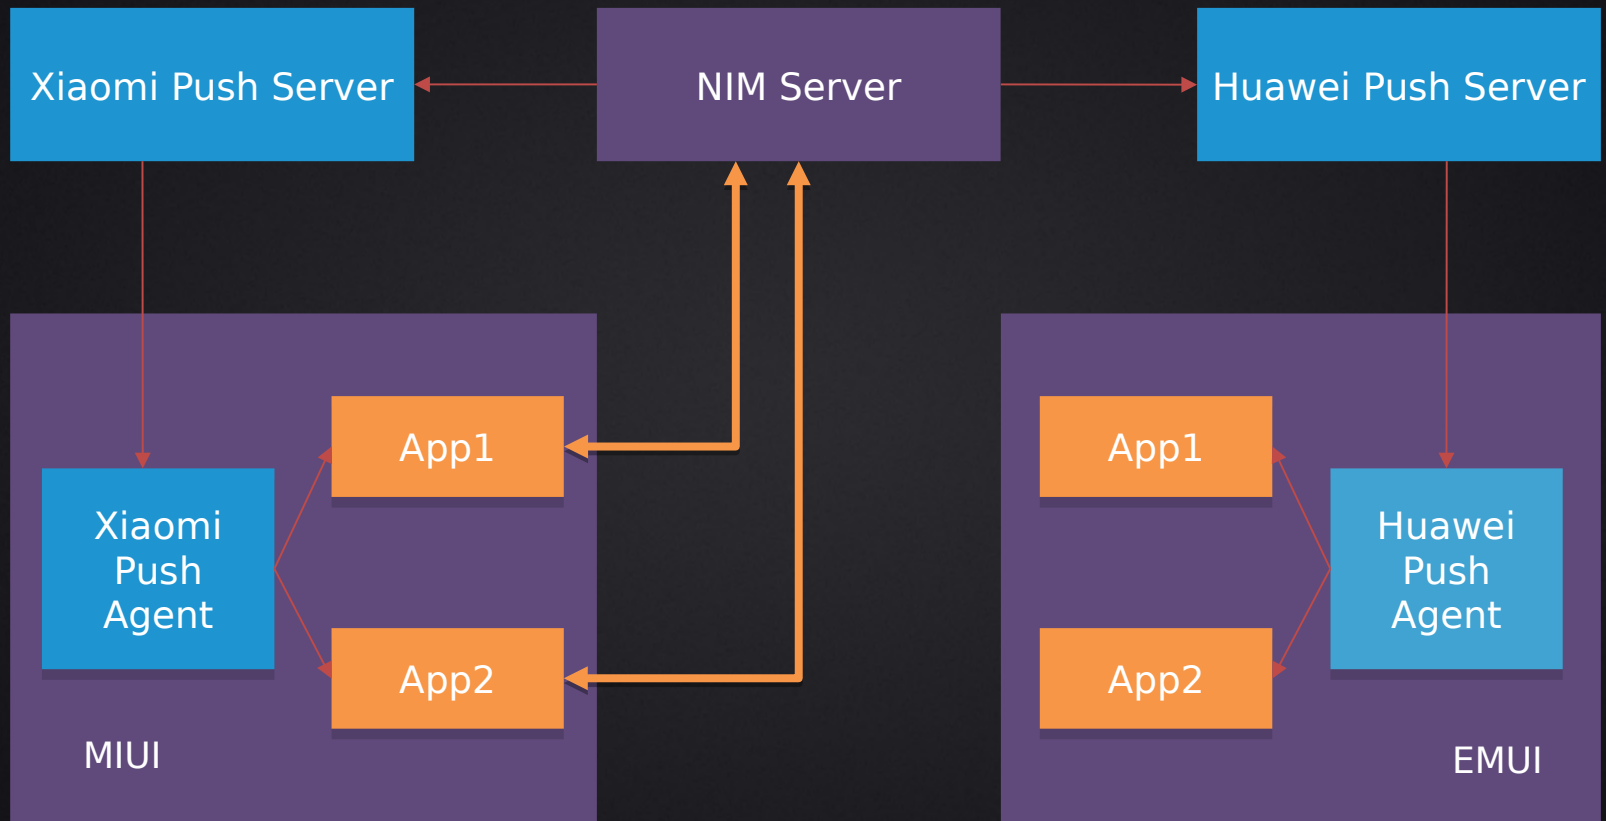 Xiaomi Push Server
NIM Server
Huawei Push Server
App1
Xiaomi
Push
Agent
App2
MIUI
App1
Huawei
Push
Agent
App2
EMUI